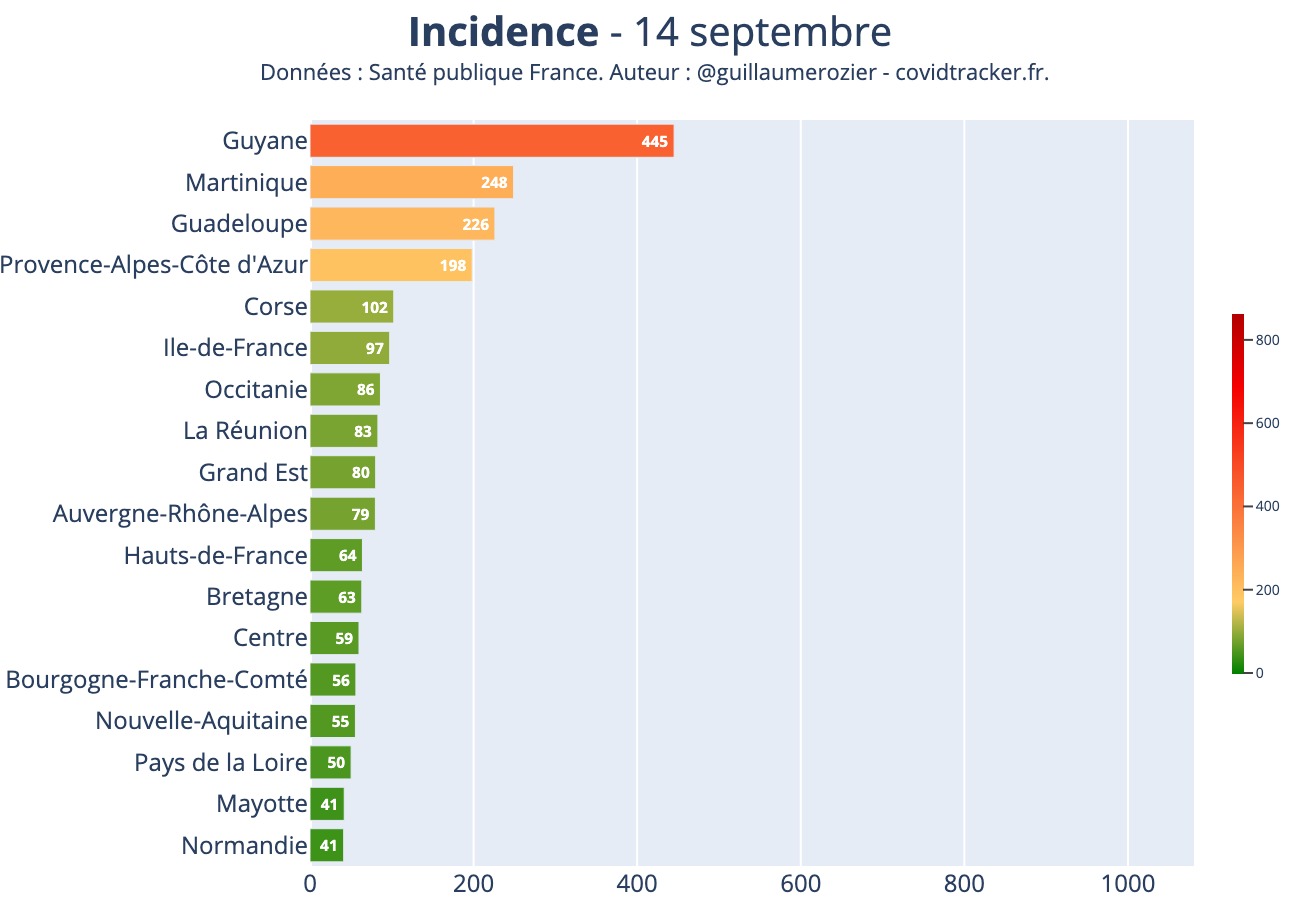 Incidence - 14 septembre
Données : Santé publique France. Auteur : @guillaumerozier - covidtracker.fr.
Guyane 445
Martinique 248
Guadeloupe 226
Provence-Alpes-Côte d'Azur 198
Corse 102
Ile-de-France 97
Occitanie 86
La Réunion 83
Grand Est 80
Auvergne-Rhône-Alpes 79
Hauts-de-France 64
Bretagne 63
Centre 59
Bourgogne-Franche-Comté 56
Nouvelle-Aquitaine 55
Pays de la Loire 50
Mayotte 41
Normandie 41
0 200 400 600 800 1000
800
600
400
200
0